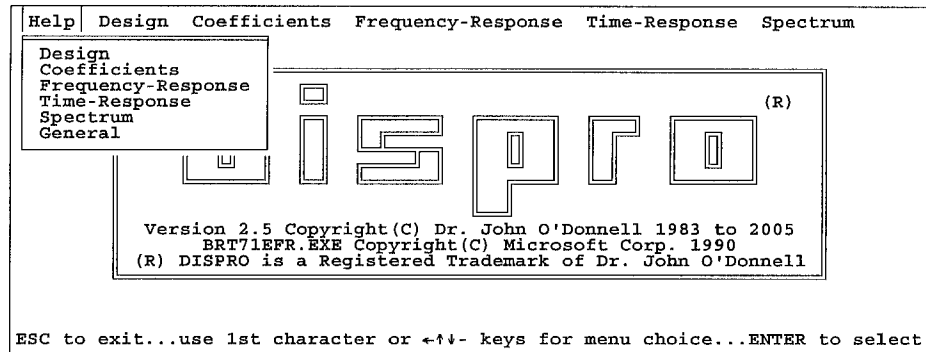 Help Design Coefficients Frequency-Response Time-Response Spectrum
Design
Coefficients
Frequency-Response
Time-Response
Spectrum
General
dispro (R)
Version 2.5 Copyright(C) Dr. John O'Donnell 1983 to 2005
BRT71EFR.EXE Copyright(C) Microsoft Corp. 1990
(R) DISPRO is a Registered Trademark of Dr. John O'Donnell
ESC to exit...use 1st character or ←↑↓- keys for menu choice...ENTER to select